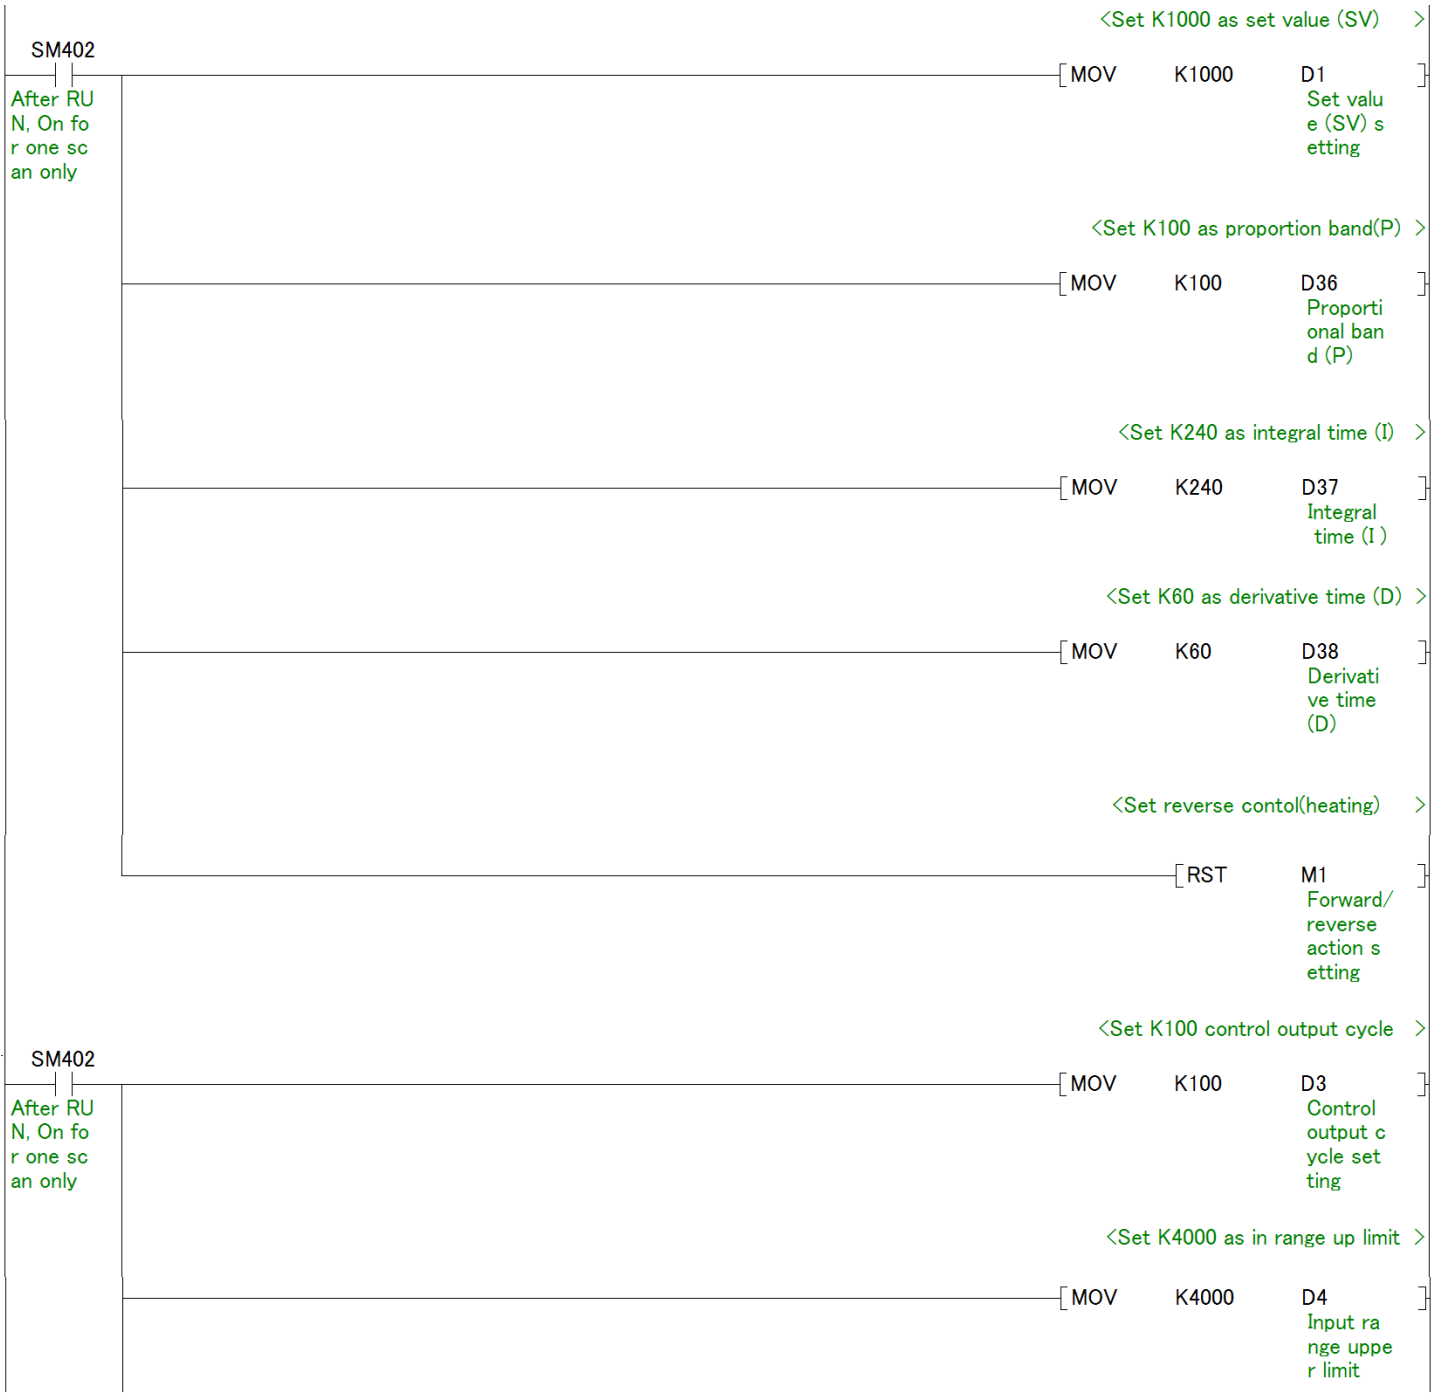 <Set K1000 as set value (SV) >
SM402
[ MOV K1000 D1 ]
After RU
N, On fo
r one sc
an only
Set valu
e (SV) s
etting
<Set K100 as proportion band(P) >
[ MOV K100 D36 ]
Proporti
onal ban
d (P)
<Set K240 as integral time (I) >
[ MOV K240 D37 ]
Integral
time (I )
<Set K60 as derivative time (D) >
[ MOV K60 D38 ]
Derivati
ve time
(D)
<Set reverse contol(heating) >
[ RST M1 ]
Forward/
reverse
action s
etting
<Set K100 control output cycle >
SM402
[ MOV K100 D3 ]
After RU
N, On fo
r one sc
an only
Control
output c
ycle set
ting
<Set K4000 as in range up limit >
[ MOV K4000 D4 ]
Input ra
nge uppe
r limit